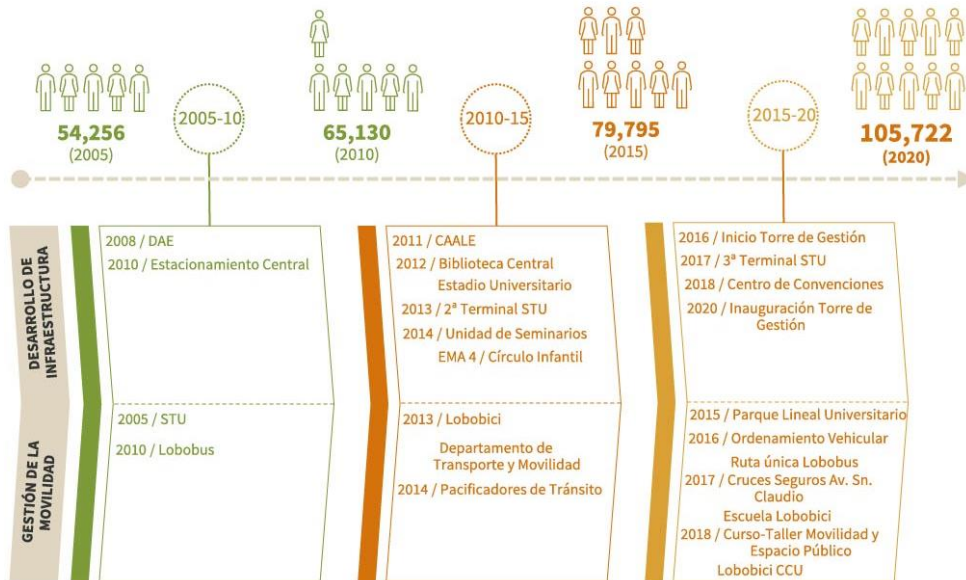 54,256
(2005)
2005-10
65,130
(2010)
2010-15
79,795
(2015)
2015-20
105,722
(2020)
DESARROLLO DE
INFRAESTRUCTURA
2008 / DAE
2010 / Estacionamiento Central
2011 / CAALE
2012 / Biblioteca Central
Estadio Universitario
2013 / 2ª Terminal STU
2014 / Unidad de Seminarios
EMA 4 / Círculo Infantil
2016 / Inicio Torre de Gestión
2017 / 3ª Terminal STU
2018 / Centro de Convenciones
2020 / Inauguración Torre de
Gestión
GESTIÓN DE LA
MOVILIDAD
2005 / STU
2010 / Lobobus
2013 / Lobobici
Departamento de
Transporte y Movilidad
2014 / Pacificadores de Tránsito
2015 / Parque Lineal Universitario
2016 / Ordenamiento Vehicular
Ruta única Lobobus
2017 / Cruces Seguros Av. Sn.
Claudio
Escuela Lobobici
2018 / Curso-Taller Movilidad y
Espacio Público
Lobobici CCU